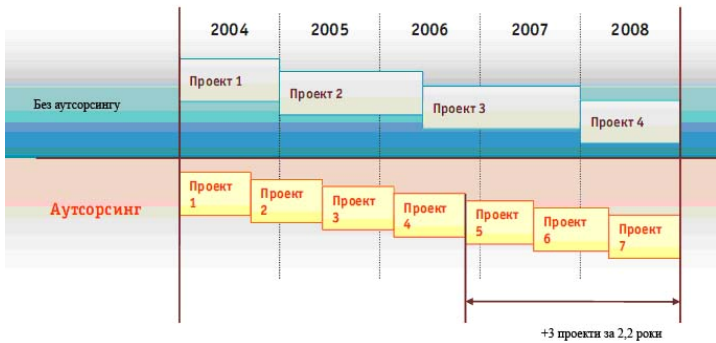 2004 2005 2006 2007 2008
Проект 1
Проект 2
Проект 3
Проект 4
Без аутсорсингу
Аутсорсинг
Проект
1
Проект
2
Проект
3
Проект
4
Проект
5
Проект
6
Проект
7
+3 проекти за 2,2 роки